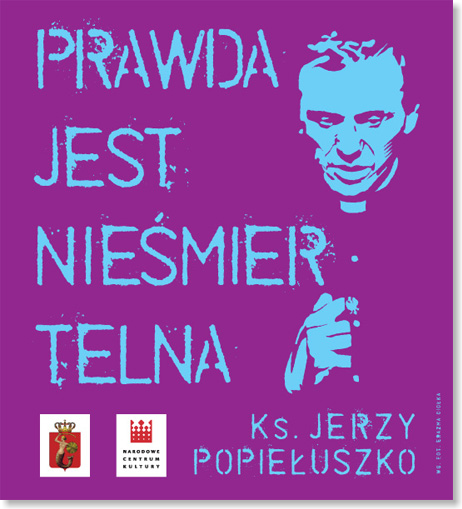 PRAWDA
JEST
NIEŚMIER
TELNA
Ks. JERZY
POPIEŁUSZKO
NARODOWE
CENTRUM
KULTURY